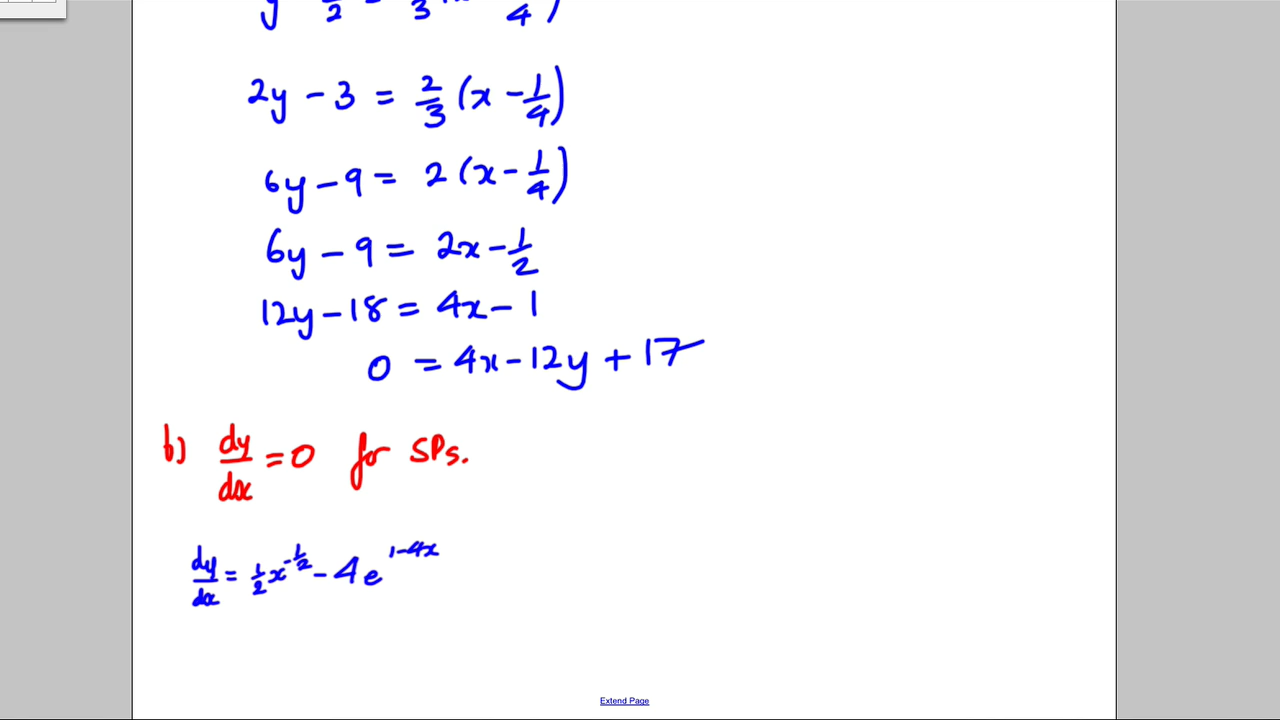 2y - 3 = 2/3 (x - 1/4)
6y - 9 = 2 (x - 1/4)
6y - 9 = 2x - 1/2
12y - 18 = 4x - 1
0 = 4x - 12y + 17
b) dy/dx = 0 for SPs.
dy/dx = 1/2 x^(-1/2) - 4e^(1-4x)
Extend Page